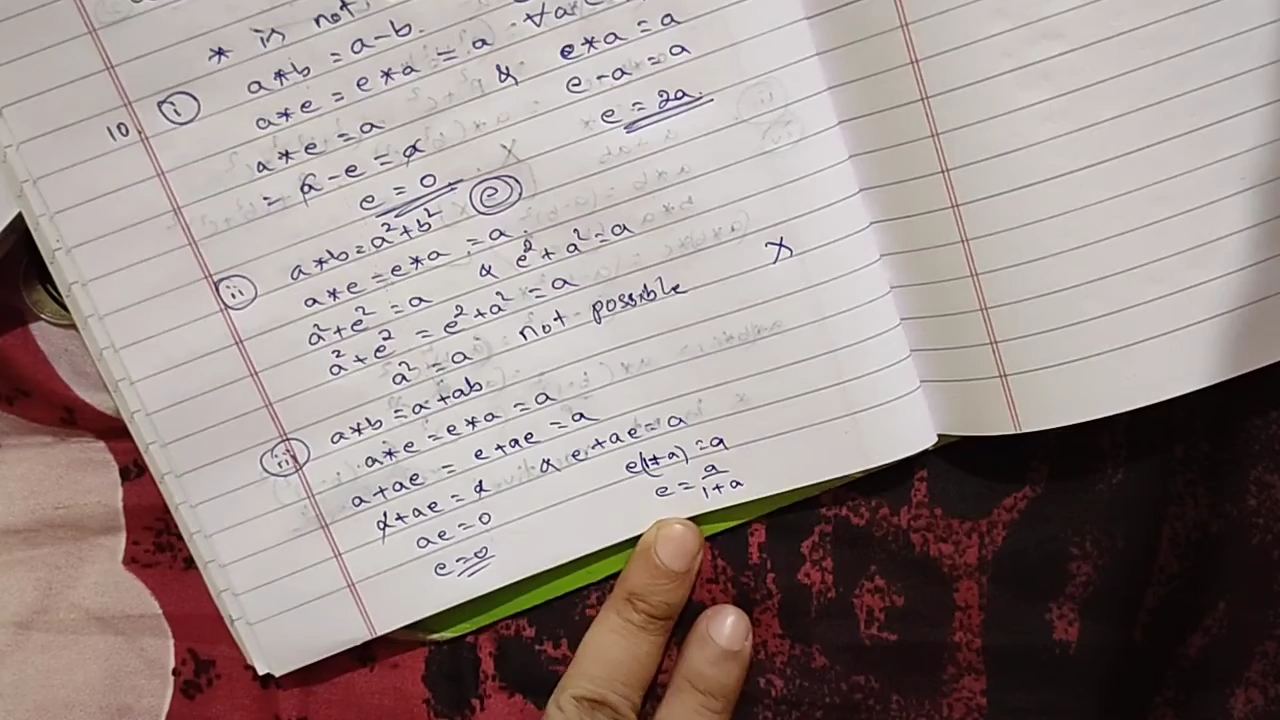 * is not
10. (i) a*b = a-b.
a*e = e*a = a ∀a
a*e = a & e*a = a
= a-e = a e-a = a
e = 0 e = 2a.
e
(ii) a*b = a²+b²
a*e = e*a = a.
a²+e² = a & e²+a² = a
a²+e² = e²+a² = a
a² = a not possible X
(iii) a*b = a+ab
a*e = e*a = a
a+ae = e+ae = a
a+ae = a & e+ae = a
ae = 0 e(1+a) = a
e = 0 e = a/1+a